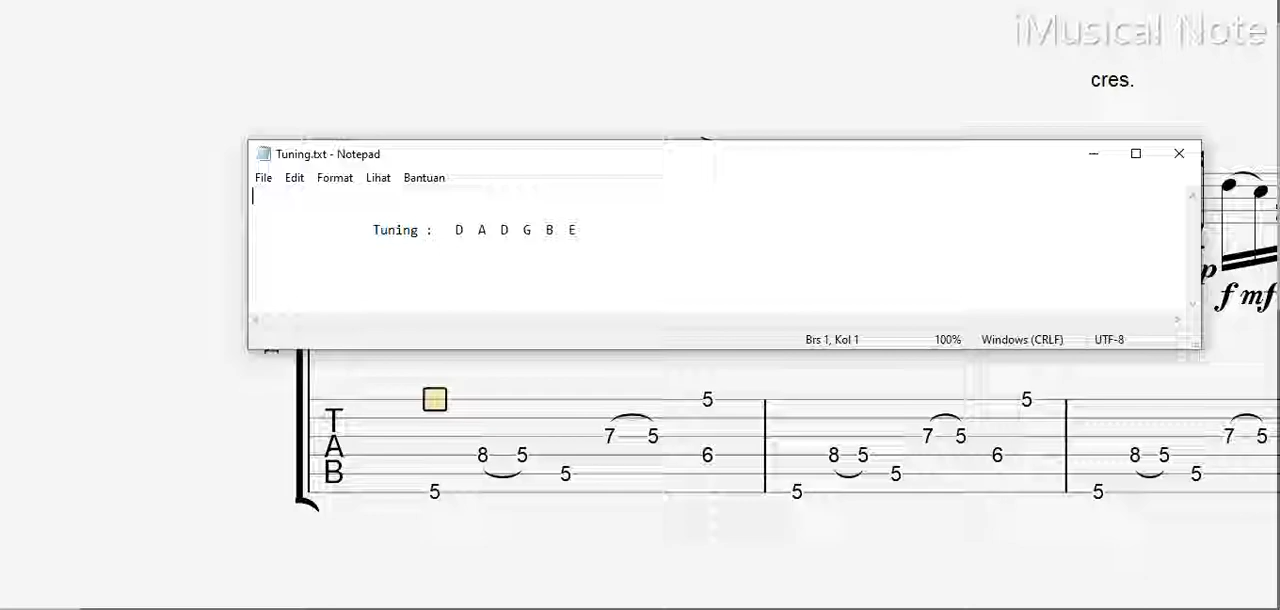 iMusical Note
cres.
Tuning.txt - Notepad
File Edit Format Lihat Bantuan
Tuning : D A D G B E
p
f mf
Brs 1, Kol 1 100% Windows (CRLF) UTF-8
5 5
T
7 5 7 5 7 5
A
8 5 6 8 5 6 8 5
B
5 5 5
5 5 5